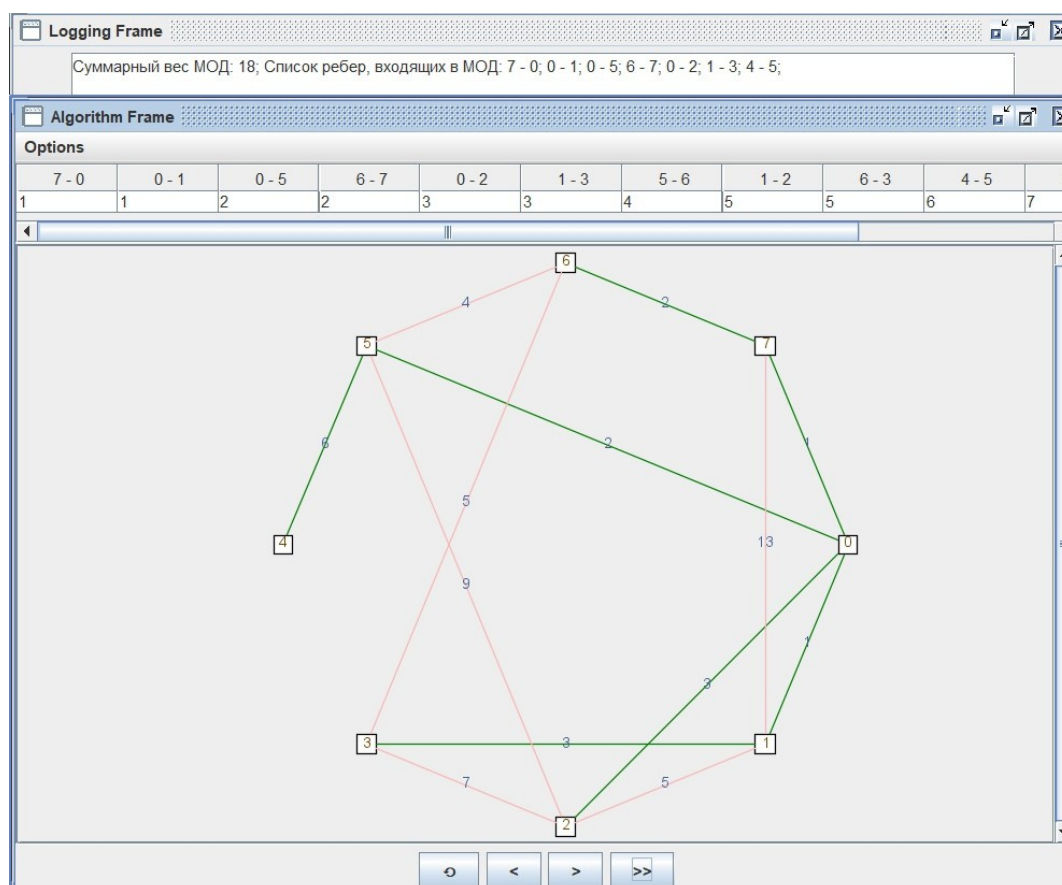 Logging Frame
Суммарный вес МОД: 18; Список ребер, входящих в МОД: 7 - 0; 0 - 1; 0 - 5; 6 - 7; 0 - 2; 1 - 3; 4 - 5;
Algorithm Frame
Options
7 - 0 0 - 1 0 - 5 6 - 7 0 - 2 1 - 3 5 - 6 1 - 2 6 - 3 4 - 5
1 1 2 2 3 3 4 5 5 6 7
6
4 2
5 7
6 2 1
5
4 13 0
9
1
3
3 3 1
7 5
2
< > >>